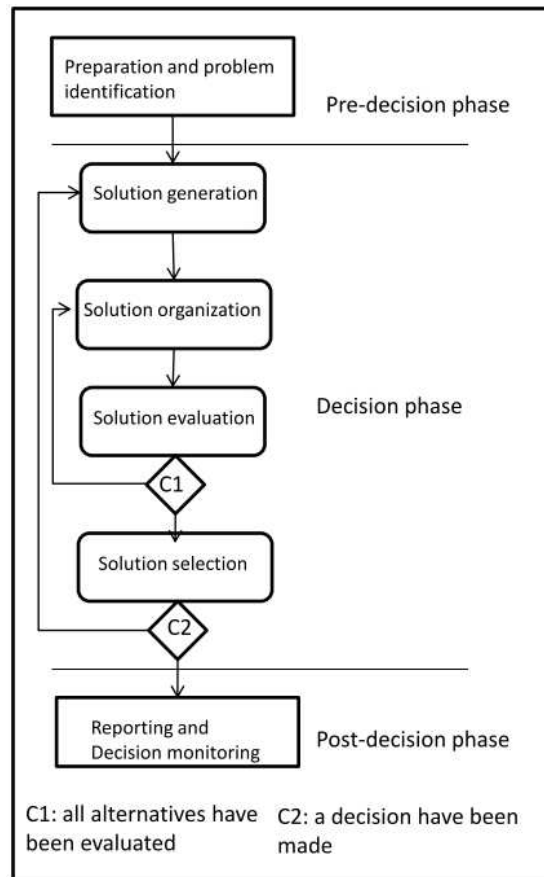 Preparation and problem
identification
Pre-decision phase
Solution generation
Solution organization
Solution evaluation
Decision phase
C1
Solution selection
C2
Reporting and
Decision monitoring
Post-decision phase
C1: all alternatives have
been evaluated
C2: a decision have been
made